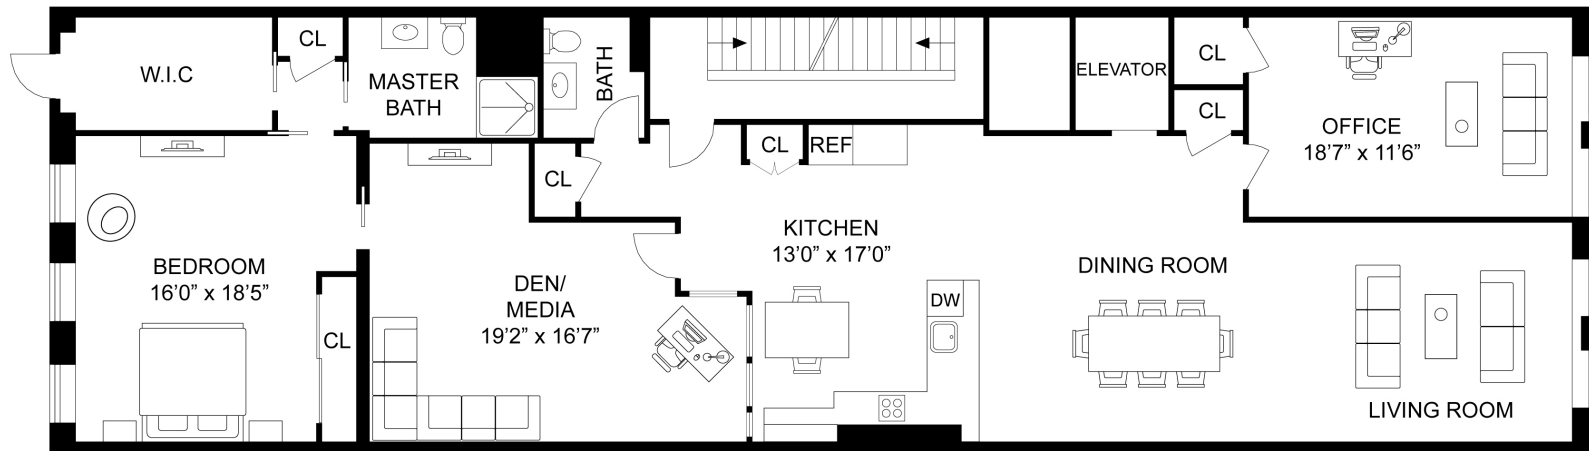 W.I.C
CL
MASTER
BATH
BATH
ELEVATOR
CL
CL
OFFICE
18’7” x 11’6”
CL
CL
REF
BEDROOM
16’0” x 18’5”
CL
DEN/
MEDIA
19’2” x 16’7”
KITCHEN
13’0” x 17’0”
DW
DINING ROOM
LIVING ROOM